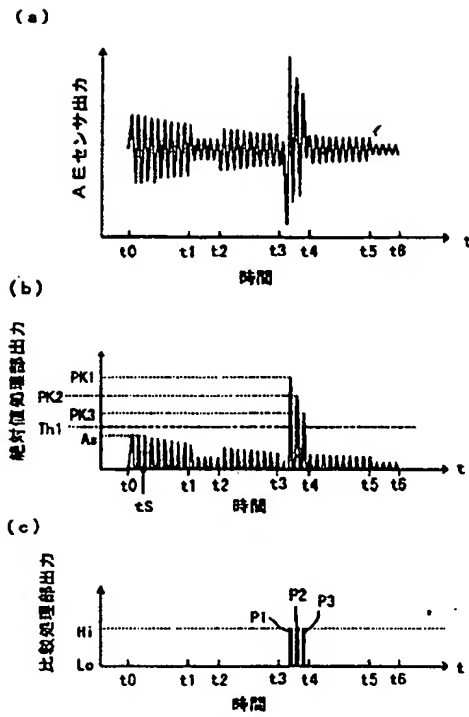 (a)
AEセンサ出力
t0 t1 t2 t3 t4 t5 t6 t
時間
(b)
絶対値処理部出力
PK1
PK2
PK3
Th1
As
t0 t1 t2 t3 t4 t5 t6 t
tS
時間
(c)
比較処理部出力
P1 P2 P3
Hi
Lo
t0 t1 t2 t3 t4 t5 t6 t
時間